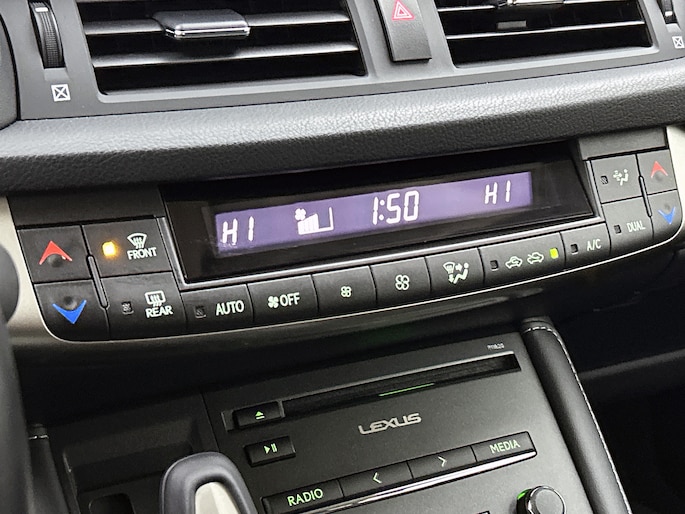 HI 1:50 HI
FRONT
REAR AUTO OFF A/C DUAL
LEXUS
RADIO < > MEDIA